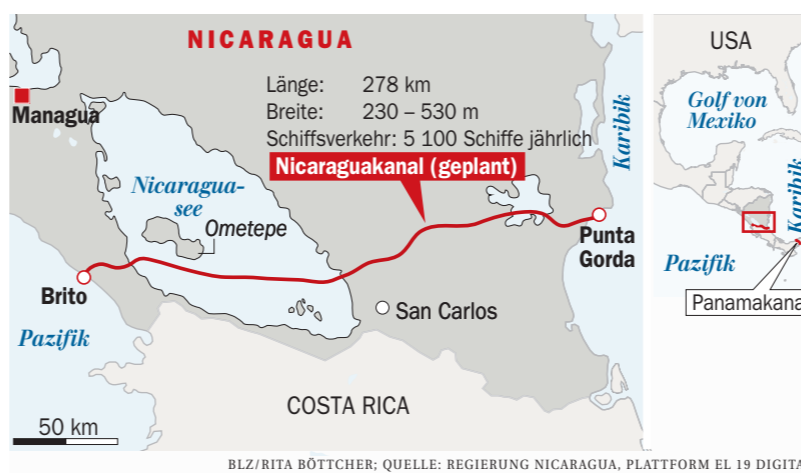 NICARAGUA
Länge: 278 km
Breite: 230 – 530 m
Schiffsverkehr: 5 100 Schiffe jährlich
Nicaraguakanal (geplant)
Managua
Nicaragua-
see
Ometepe
Karibik
Punta
Gorda
Brito
San Carlos
Pazifik
COSTA RICA
50 km
USA
Golf von
Mexiko
Karibik
Pazifik
Panamakana
BLZ/RITA BÖTTCHER; QUELLE: REGIERUNG NICARAGUA, PLATTFORM EL 19 DIGITA